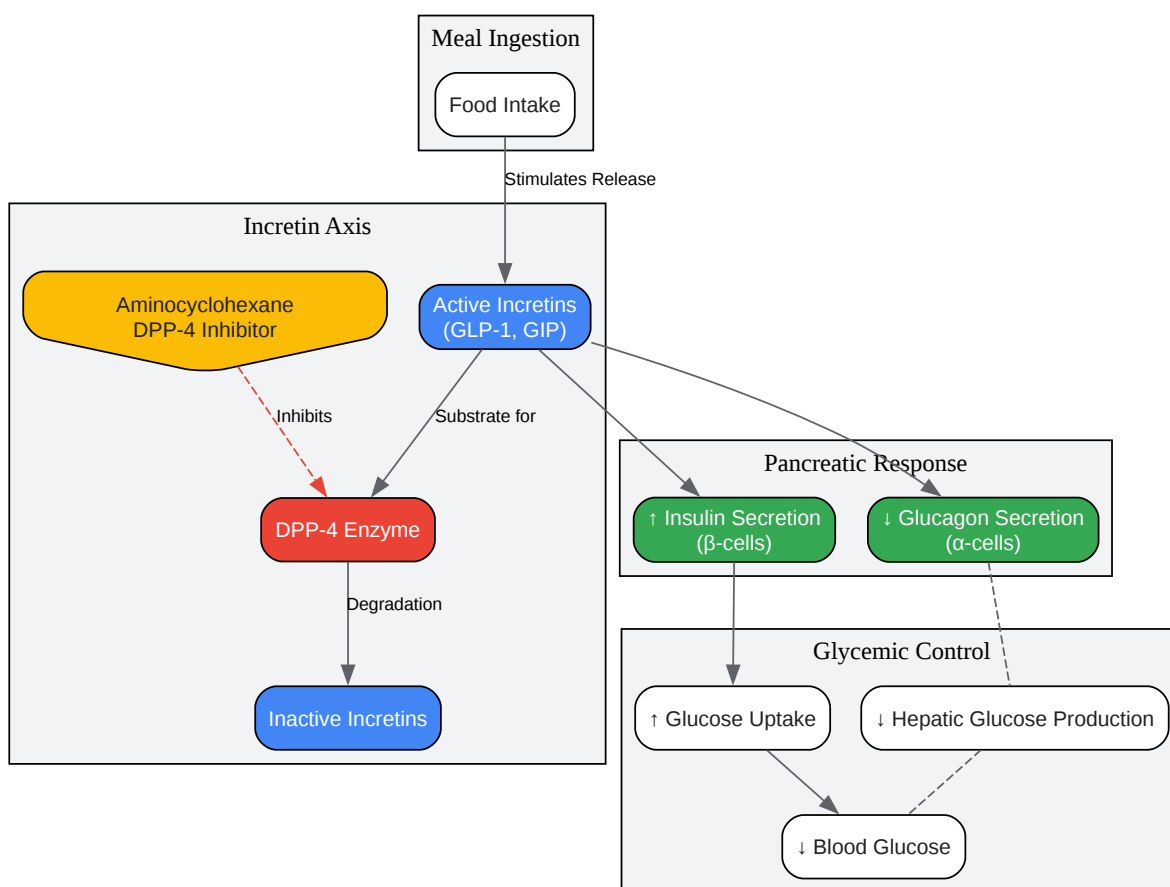 Meal Ingestion
Food Intake
Stimulates Release
Incretin Axis
Aminocyclohexane
DPP-4 Inhibitor
Active Incretins
(GLP-1, GIP)
Inhibits
Substrate for
Pancreatic Response
DPP-4 Enzyme
↑ Insulin Secretion
(β-cells)
↓ Glucagon Secretion
(α-cells)
Degradation
Glycemic Control
Inactive Incretins
↑ Glucose Uptake
↓ Hepatic Glucose Production
↓ Blood Glucose